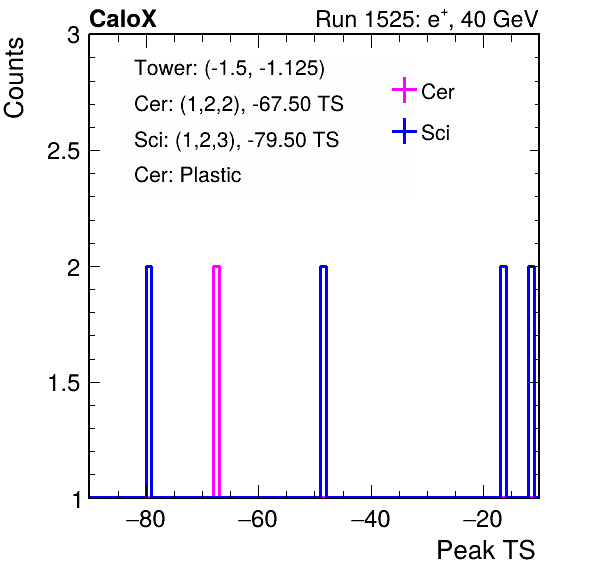 CaloX
Run 1525: e+, 40 GeV
Counts
Tower: (-1.5, -1.125)
Cer: (1,2,2), -67.50 TS
Sci: (1,2,3), -79.50 TS
Cer: Plastic
Cer
Sci
3
2.5
2
1.5
1
−80
−60
−40
−20
Peak TS